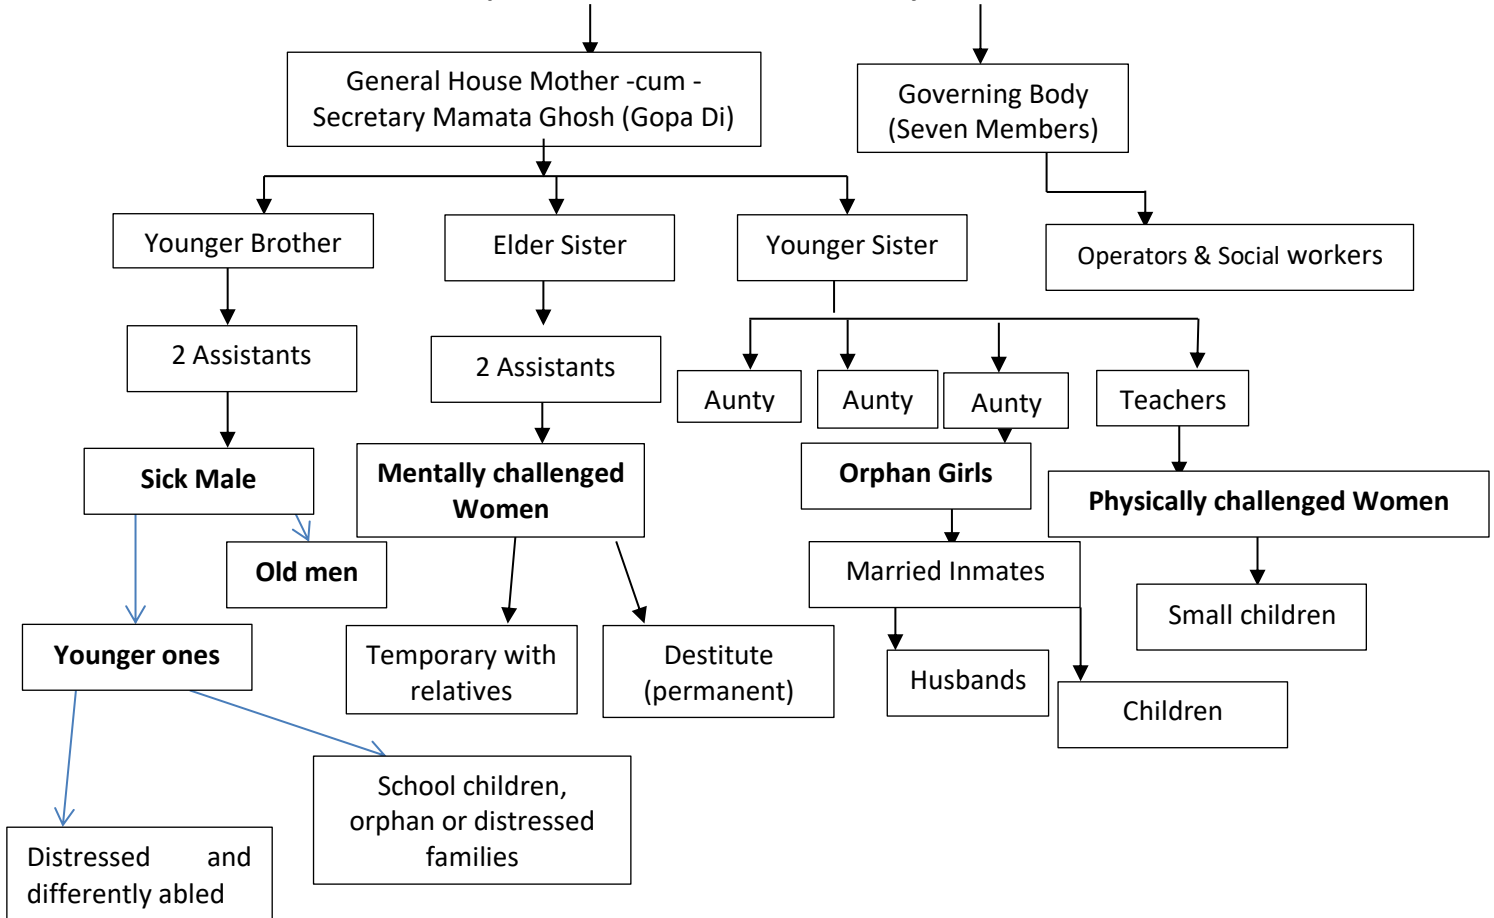 General House Mother -cum -
Secretary Mamata Ghosh (Gopa Di)
Governing Body
(Seven Members)
Younger Brother
Elder Sister
Younger Sister
Operators & Social workers
2 Assistants
2 Assistants
Aunty
Aunty
Aunty
Teachers
Sick Male
Mentally challenged
Women
Orphan Girls
Physically challenged Women
Old men
Married Inmates
Small children
Younger ones
Temporary with
relatives
Destitute
(permanent)
Husbands
Children
School children,
orphan or distressed
families
Distressed and
differently abled